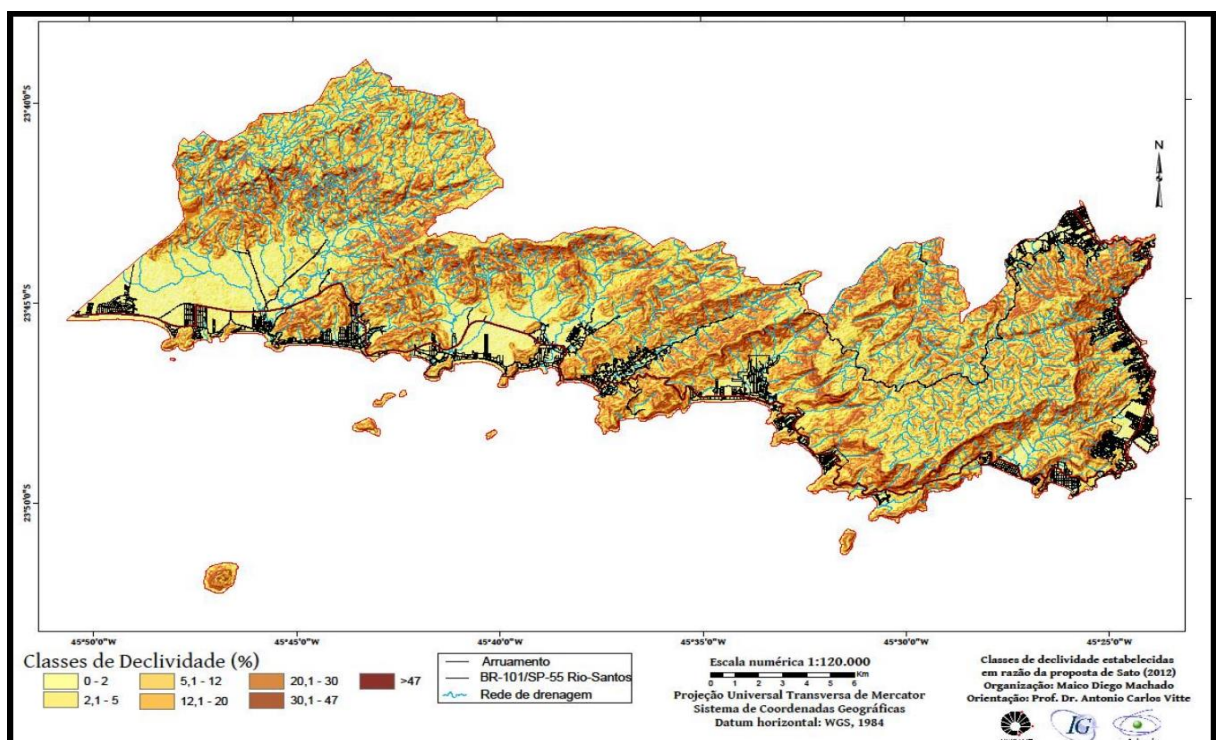 23°40'0"S
23°45'0"S
23°50'0"S
N
45°50'0"W
45°45'0"W
45°40'0"W
45°35'0"W
45°30'0"W
45°25'0"W
Classes de Declividade (%)
0 - 2
2,1 - 5
5,1 - 12
12,1 - 20
20,1 - 30
30,1 - 47
>47
Arruamento
BR-101/SP-55 Rio-Santos
Rede de drenagem
Escala numérica 1:120.000
0 1 2 3 4 5 6
Km
Projeção Universal Transversa de Mercator
Sistema de Coordenadas Geográficas
Datum horizontal: WGS, 1984
Classes de declividade estabelecidas
em razão da proposta de Sato (2012)
Organização: Maico Diego Machado
Orientação: Prof. Dr. Antonio Carlos Vitte
IG